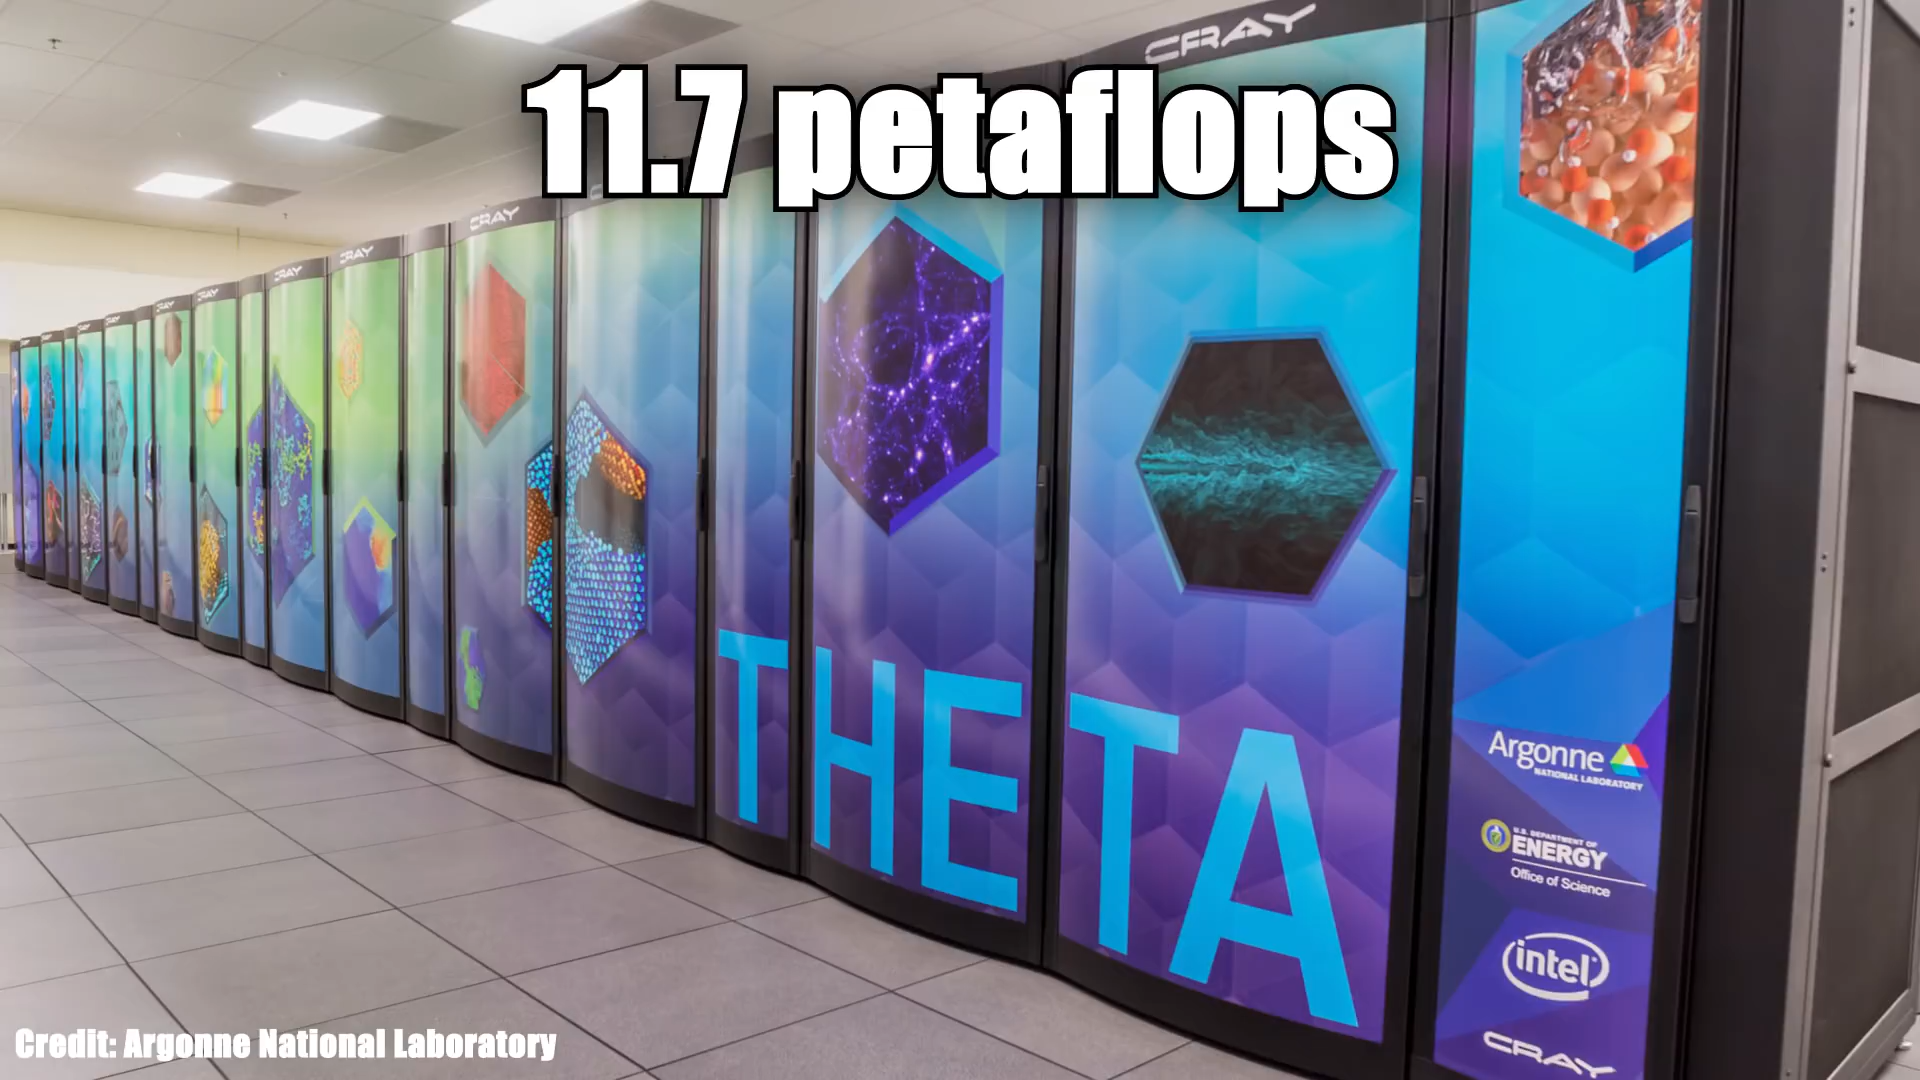 CRAY
11.7 petaflops
CRAY
CRAY
CRAY
CRAY
CRAY
THETA
Argonne
NATIONAL LABORATORY
U.S. DEPARTMENT OF
ENERGY
Office of Science
intel
CRAY
Credit: Argonne National Laboratory